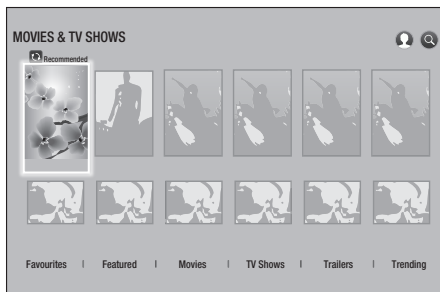 MOVIES & TV SHOWS
Recommended
Favourites | Featured | Movies | TV Shows | Trailers | Trending